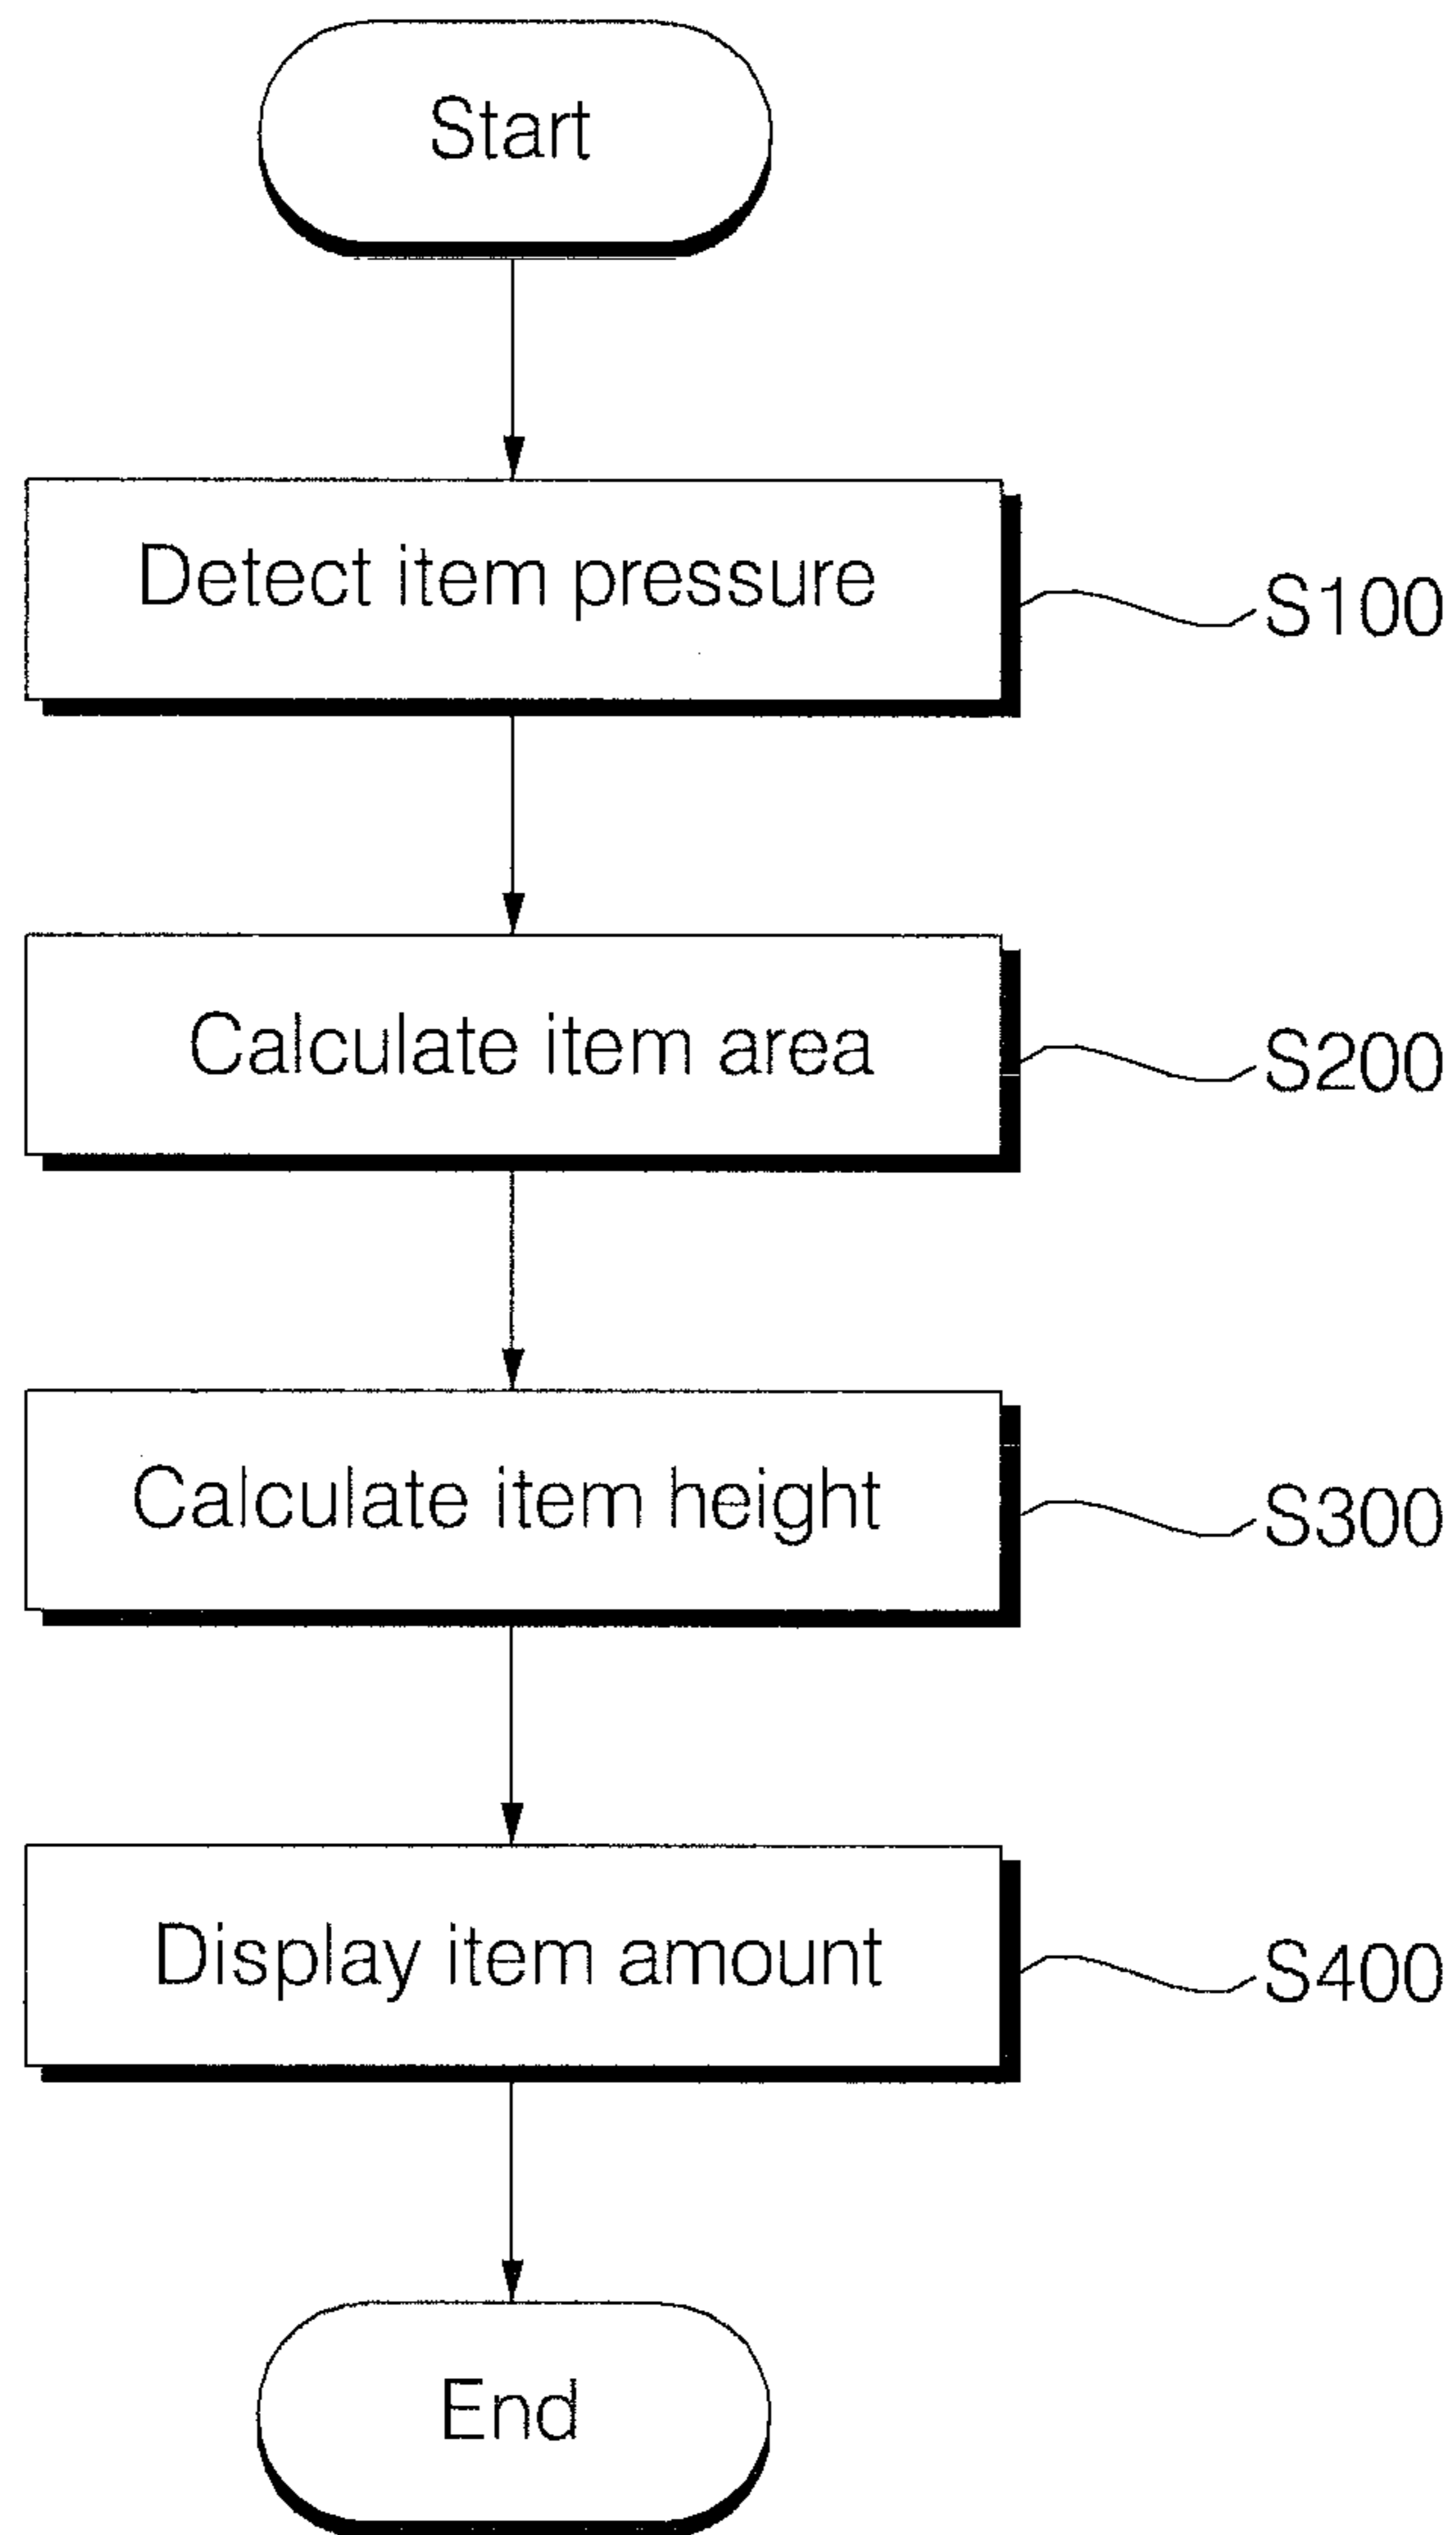 Start
Detect item pressure
S100
Calculate item area
S200
Calculate item height
S300
Display item amount
S400
End